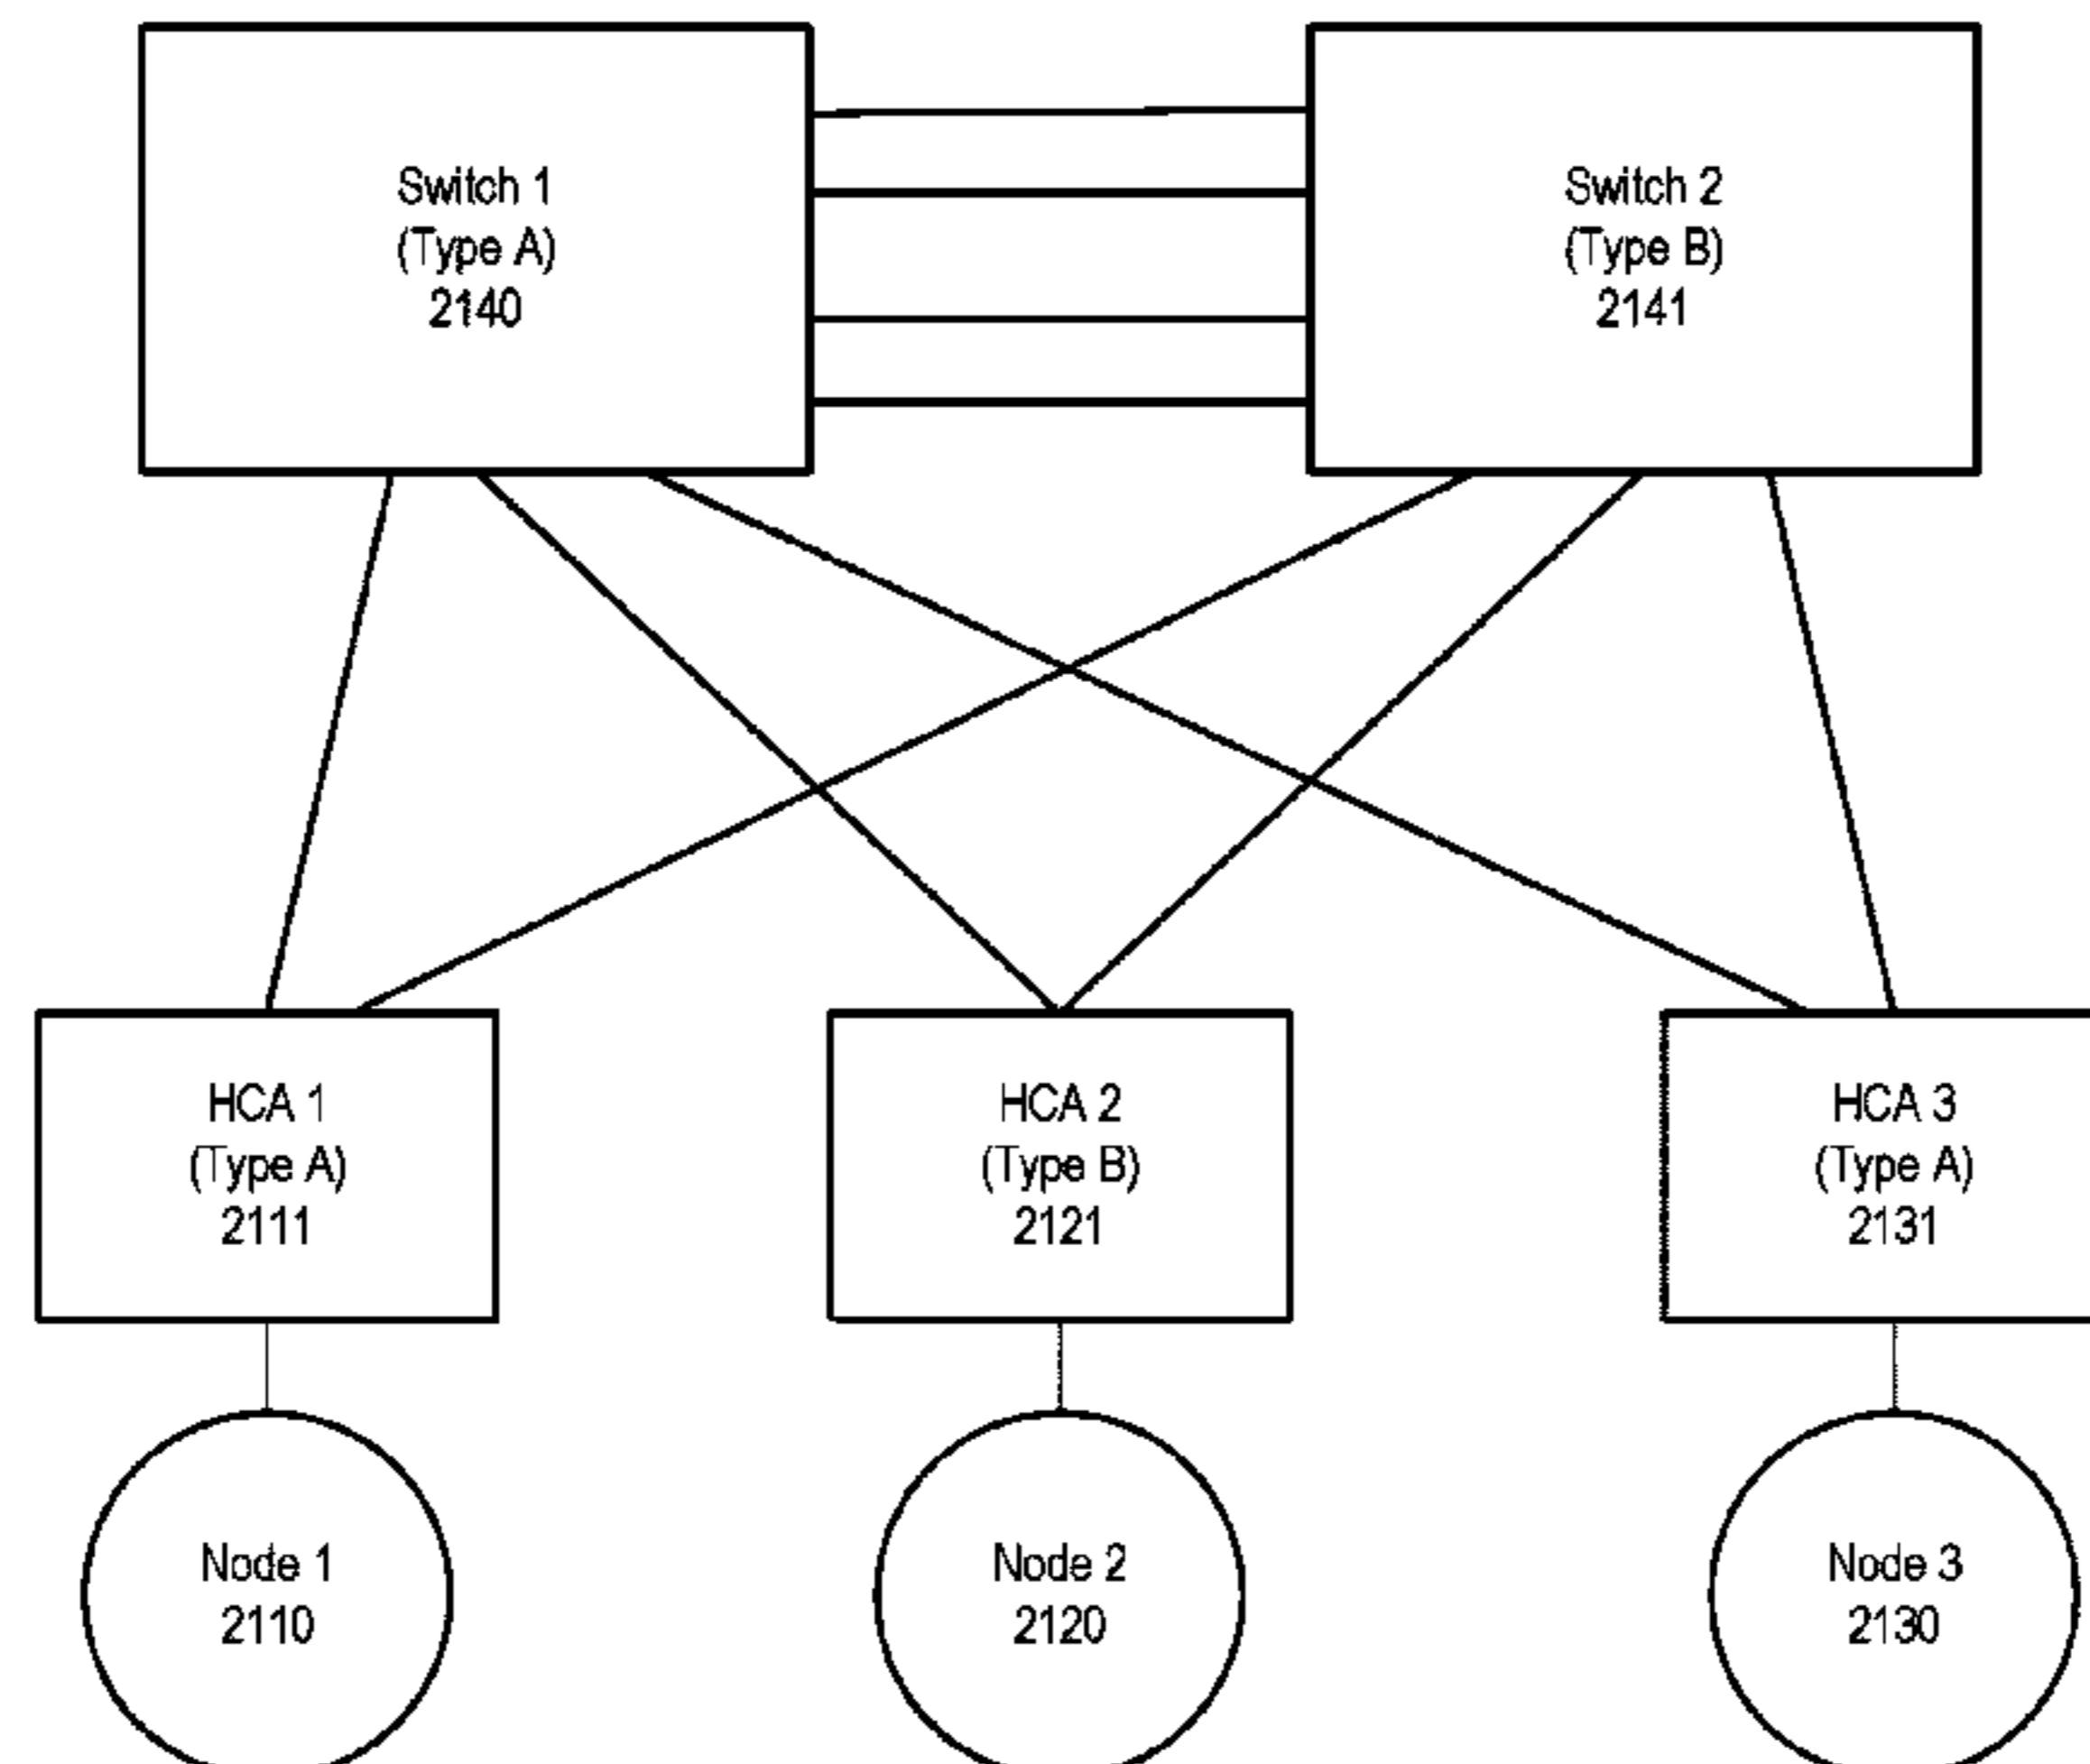 Switch 1
(Type A)
2140
Switch 2
(Type B)
2141
HCA 1
(Type A)
2111
HCA 2
(Type B)
2121
HCA 3
(Type A)
2131
Node 1
2110
Node 2
2120
Node 3
2130